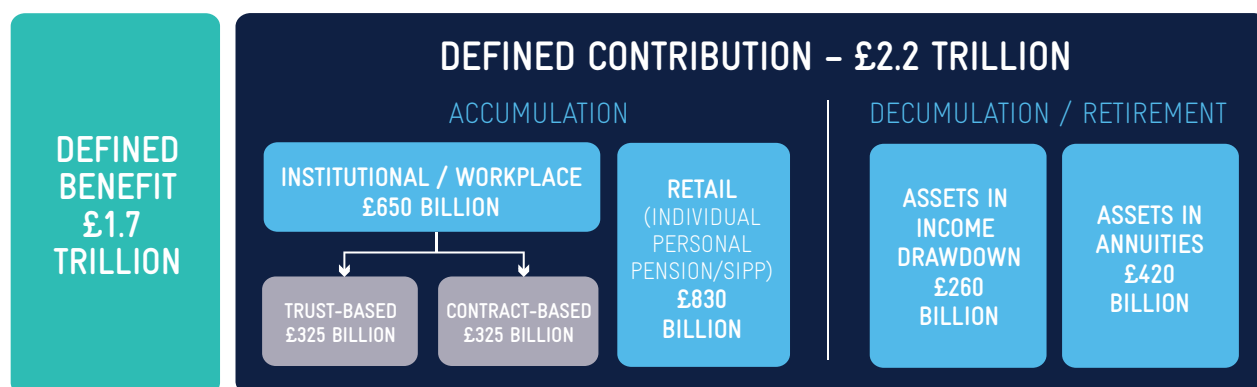 DEFINED
BENEFIT
£1.7
TRILLION
DEFINED CONTRIBUTION – £2.2 TRILLION
ACCUMULATION
INSTITUTIONAL / WORKPLACE
£650 BILLION
TRUST-BASED
£325 BILLION
CONTRACT-BASED
£325 BILLION
RETAIL
(INDIVIDUAL
PERSONAL
PENSION/SIPP)
£830
BILLION
DECUMULATION / RETIREMENT
ASSETS IN
INCOME
DRAWDOWN
£260
BILLION
ASSETS IN
ANNUITIES
£420
BILLION